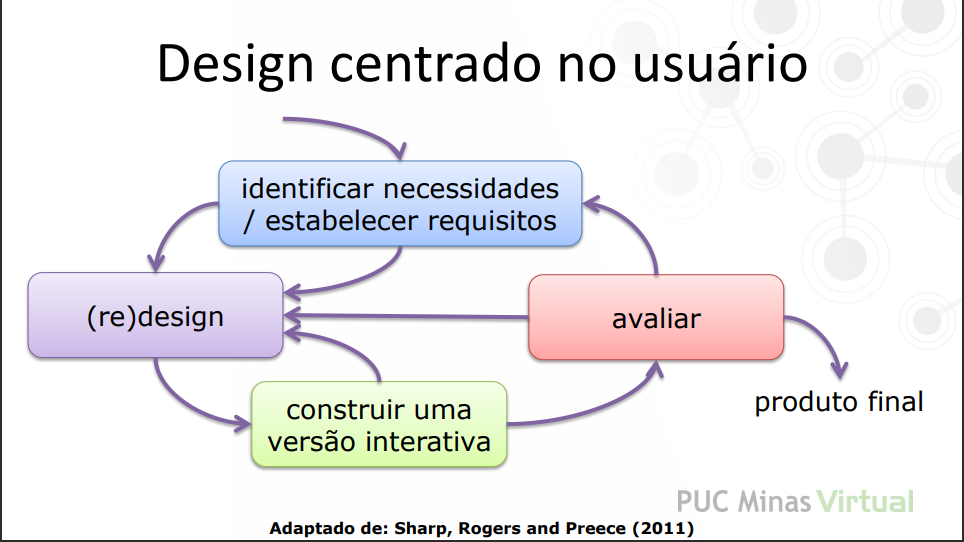 Design centrado no usuário
identificar necessidades
/ estabelecer requisitos
(re)design
avaliar
construir uma
versão interativa
produto final
PUC Minas Virtual
Adaptado de: Sharp, Rogers and Preece (2011)